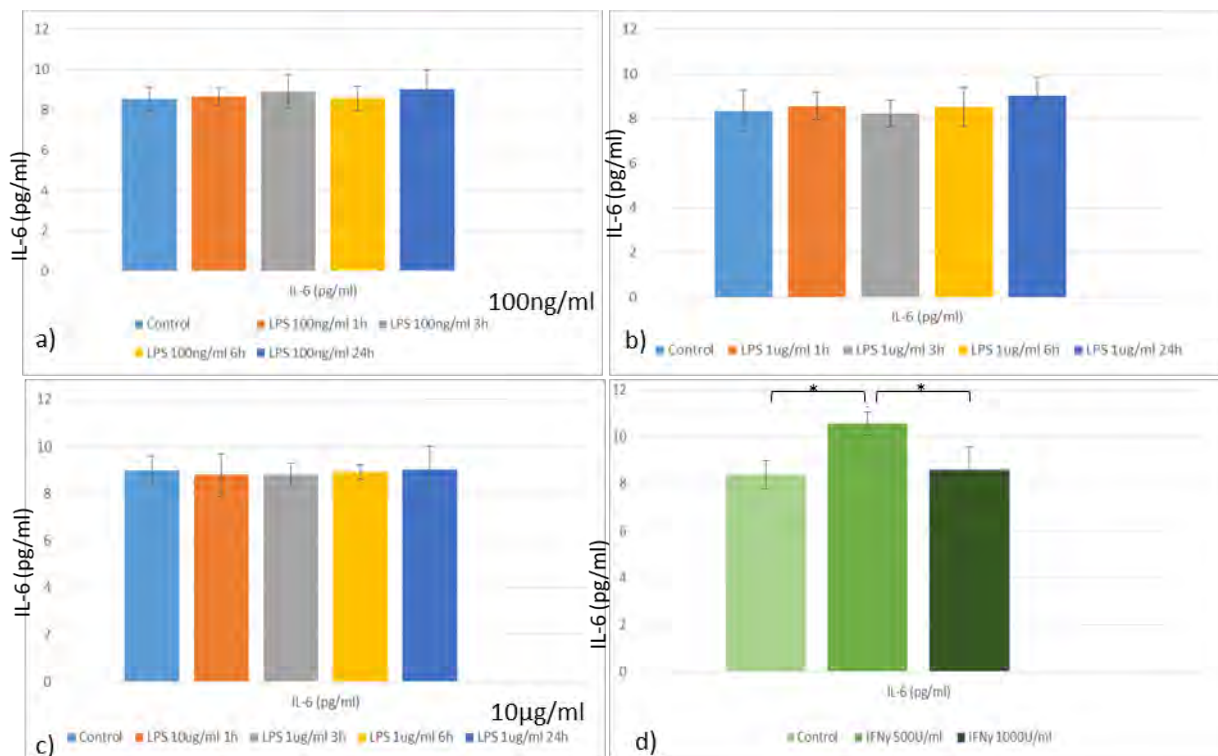 12
10
8
6
4
2
0
IL-6 (pg/ml)
IL-6 (pg/ml)
100ng/ml
Control LPS 100ng/ml 1h LPS 100ng/ml 3h
LPS 100ng/ml 6h LPS 100ng/ml 24h
a)
12
10
8
6
4
2
0
IL-6 (pg/ml)
IL-6 (pg/ml)
Control LPS 1ug/ml 1h LPS 1ug/ml 3h LPS 1ug/ml 6h LPS 1ug/ml 24h
b)
12
10
8
6
4
2
0
IL-6 (pg/ml)
IL-6 (pg/ml)
10µg/ml
Control LPS 10ug/ml 1h LPS 1ug/ml 3h LPS 1ug/ml 6h LPS 1ug/ml 24h
c)
12
10
8
6
4
2
0
* *
IL-6 (pg/ml)
IL-6 (pg/ml)
Control IFNγ 500U/ml IFNγ 1000U/ml
d)